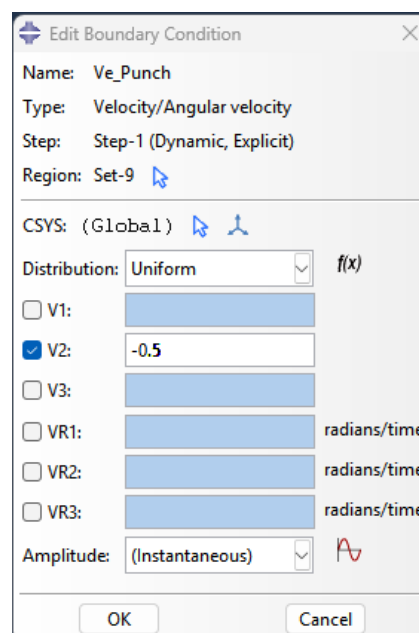 Edit Boundary Condition
Name: Ve_Punch
Type: Velocity/Angular velocity
Step: Step-1 (Dynamic, Explicit)
Region: Set-9
CSYS: (Global)
Distribution: Uniform f(x)
V1:
V2: -0.5
V3:
VR1: radians/time
VR2: radians/time
VR3: radians/time
Amplitude: (Instantaneous)
OK Cancel